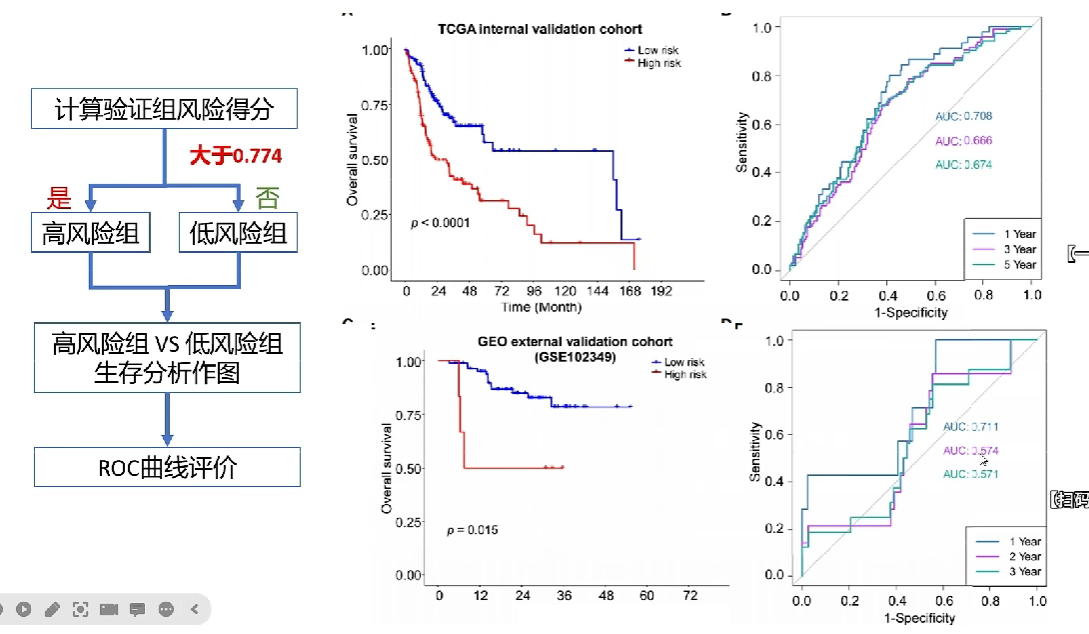 计算验证组风险得分
大于0.774
是
否
高风险组
低风险组
高风险组 VS 低风险组
生存分析作图
ROC曲线评价
TCGA internal validation cohort
Low risk
High risk
Overall survival
1.00
0.75
0.50
0.25
0.00
p < 0.0001
0 24 48 72 96 120 144 168 192
Time (Month)
Sensitivity
1.0
0.8
0.6
0.4
0.2
0.0
AUC: 0.708
AUC: 0.666
AUC: 0.674
1 Year
3 Year
5 Year
0.0 0.2 0.4 0.6 0.8 1.0
1-Specificity
GEO external validation cohort
(GSE102349)
Low risk
High risk
Overall survival
1.00
0.75
0.50
0.25
0.00
p = 0.015
0 12 24 36 48 60 72
Sensitivity
1.0
0.8
0.6
0.4
0.2
0.0
AUC: 0.711
AUC: 0.574
AUC: 0.571
1 Year
2 Year
3 Year
0.0 0.2 0.4 0.6 0.8 1.0
1-Specificity
扫码